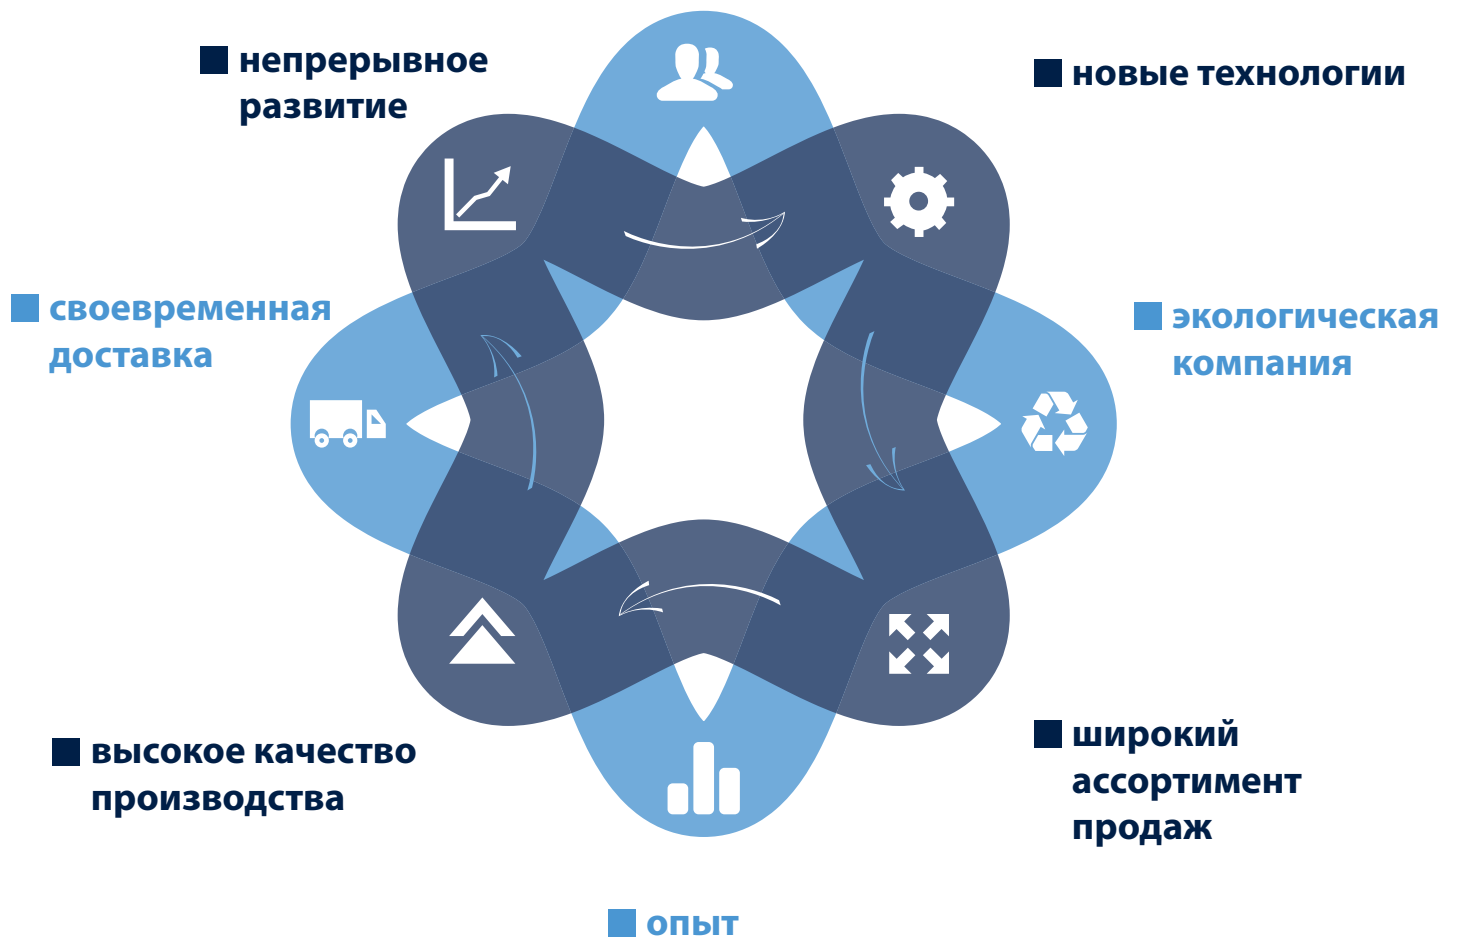 непрерывное
развитие
новые технологии
своевременная
доставка
экологическая
компания
высокое качество
производства
широкий
ассортимент
продаж
опыт